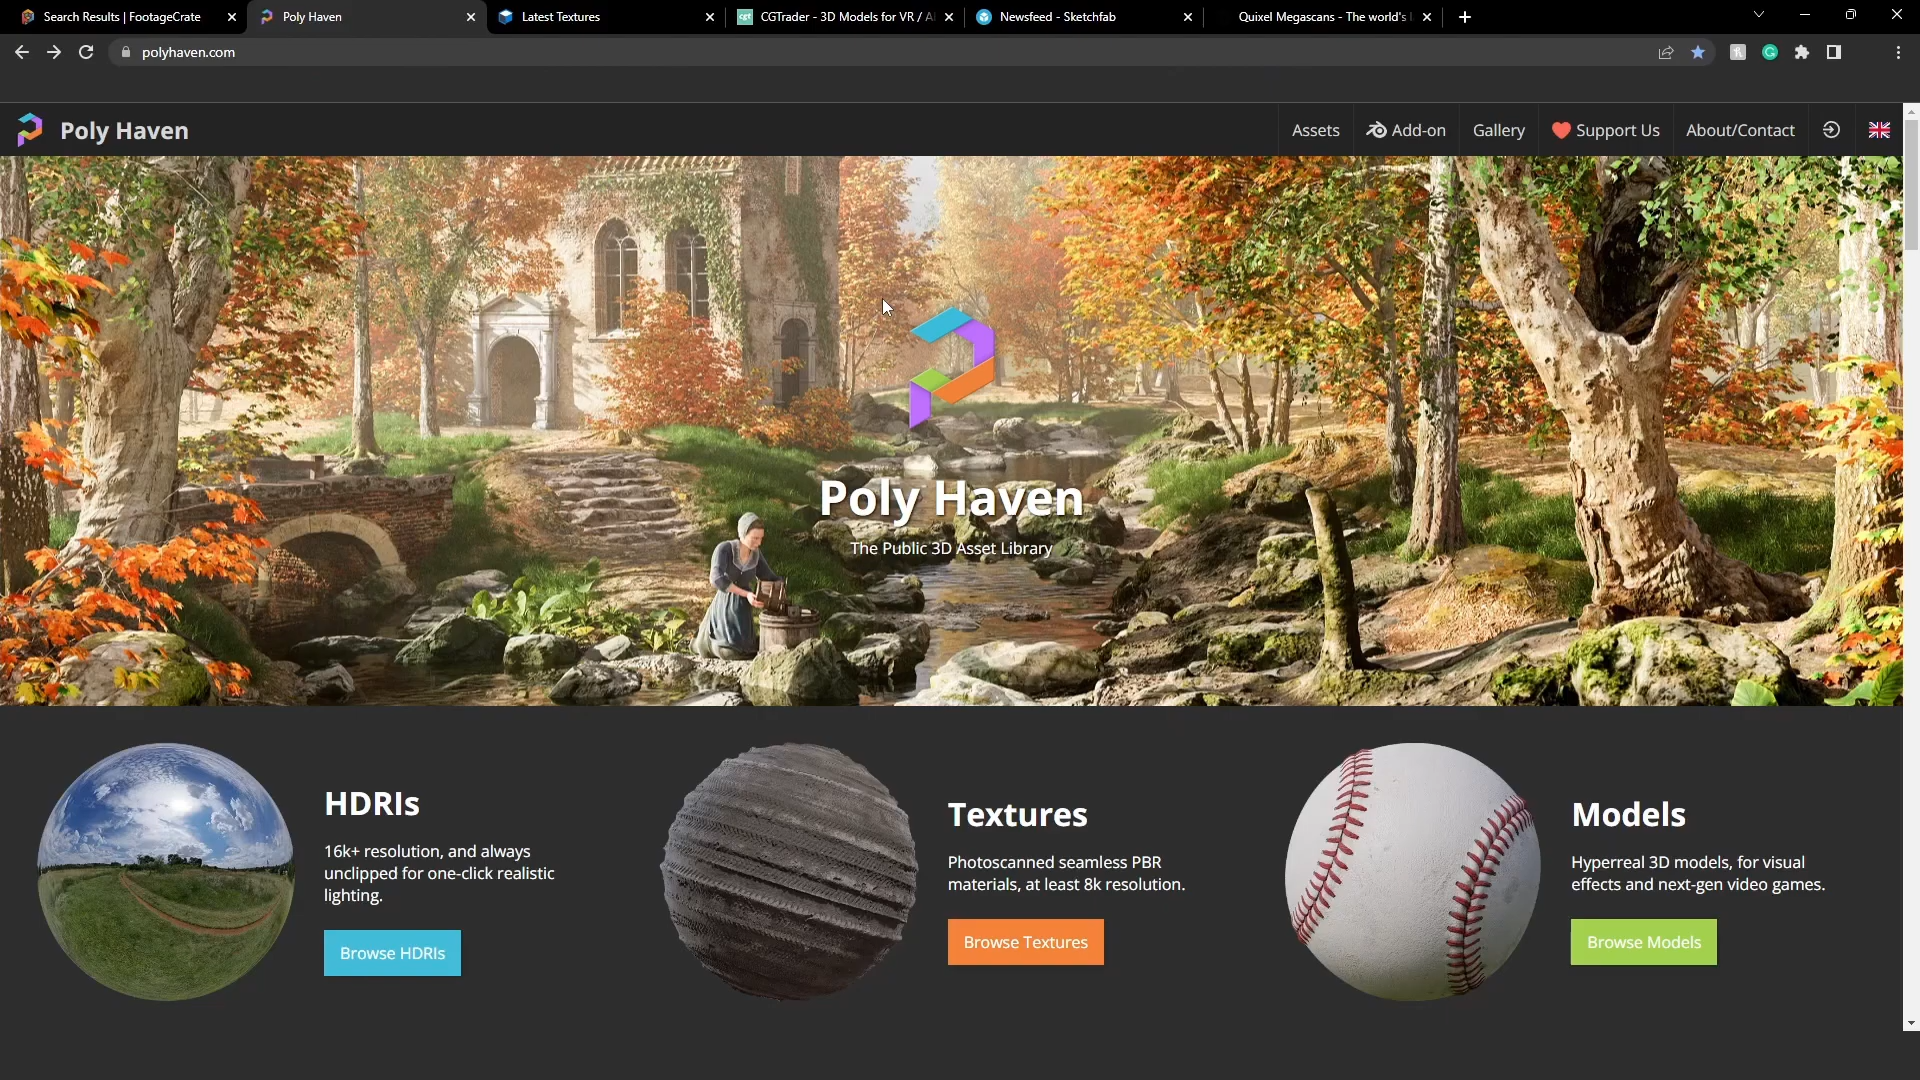 Search Results | FootageCrate
Poly Haven
Latest Textures
CGTrader - 3D Models for VR / A
Newsfeed - Sketchfab
Quixel Megascans - The world's
polyhaven.com
Poly Haven
Assets
Add-on
Gallery
Support Us
About/Contact
Poly Haven
The Public 3D Asset Library
HDRIs
16k+ resolution, and always
unclipped for one-click realistic
lighting.
Browse HDRIs
Textures
Photoscanned seamless PBR
materials, at least 8k resolution.
Browse Textures
Models
Hyperreal 3D models, for visual
effects and next-gen video games.
Browse Models